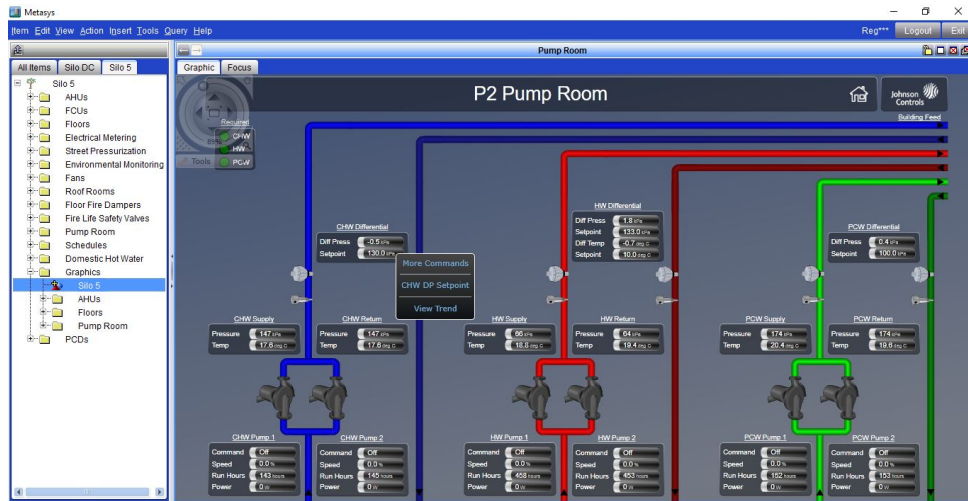 Metasys
Item Edit View Action Insert Tools Query Help
Reg*** Logout Exit
Pump Room
All Items Silo DC Silo 5
Silo 5
AHUs
FCUs
Floors
Electrical Metering
Street Pressurization
Environmental Monitoring
Fans
Roof Rooms
Floor Fire Dampers
Fire Life Safety Valves
Pump Room
Schedules
Domestic Hot Water
Graphics
Silo 5
AHUs
Floors
Pump Room
PCDs
Graphic Focus
P2 Pump Room
Johnson Controls
Building Feed
Required
CHW
HW
PCW
89%
Tools
CHW Differential
Diff Press -0.5 kPa
Setpoint 130.0 kPa
More Commands
CHW DP Setpoint
View Trend
HW Differential
Diff Press 1.8 kPa
Setpoint 133.0 kPa
Diff Temp -0.7 deg C
Setpoint 10.0 deg C
PCW Differential
Diff Press 0.4 kPa
Setpoint 100.0 kPa
CHW Supply
Pressure 147 kPa
Temp 17.6 deg C
CHW Return
Pressure 147 kPa
Temp 17.6 deg C
HW Supply
Pressure 66 kPa
Temp 18.8 deg C
HW Return
Pressure 64 kPa
Temp 19.4 deg C
PCW Supply
Pressure 174 kPa
Temp 20.4 deg C
PCW Return
Pressure 174 kPa
Temp 19.6 deg C
CHW Pump 1
Command Off
Speed 0.0 %
Run Hours 143 hours
Power 0 W
CHW Pump 2
Command Off
Speed 0.0 %
Run Hours 145 hours
Power 0 W
HW Pump 1
Command Off
Speed 0.0 %
Run Hours 458 hours
Power 0 W
HW Pump 2
Command Off
Speed 0.0 %
Run Hours 453 hours
Power 0 W
PCW Pump 1
Command Off
Speed 0.0 %
Run Hours 152 hours
Power 0 W
PCW Pump 2
Command Off
Speed 0.0 %
Run Hours 153 hours
Power 0 W